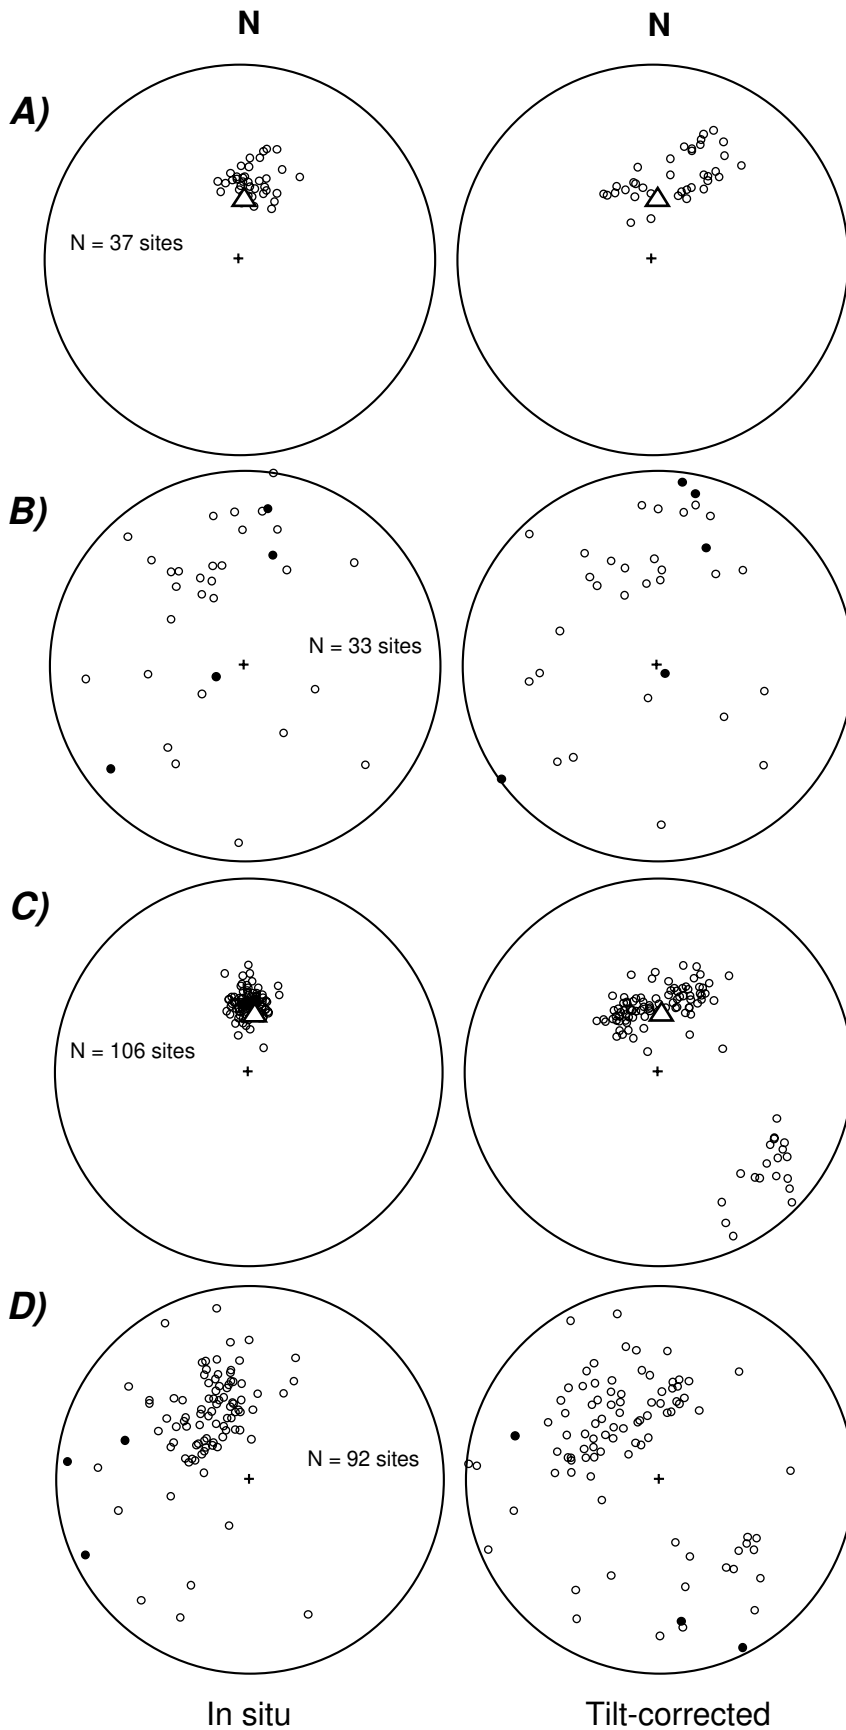 N N
A)
N = 37 sites
B)
N = 33 sites
C)
N = 106 sites
D)
N = 92 sites
In situ Tilt-corrected